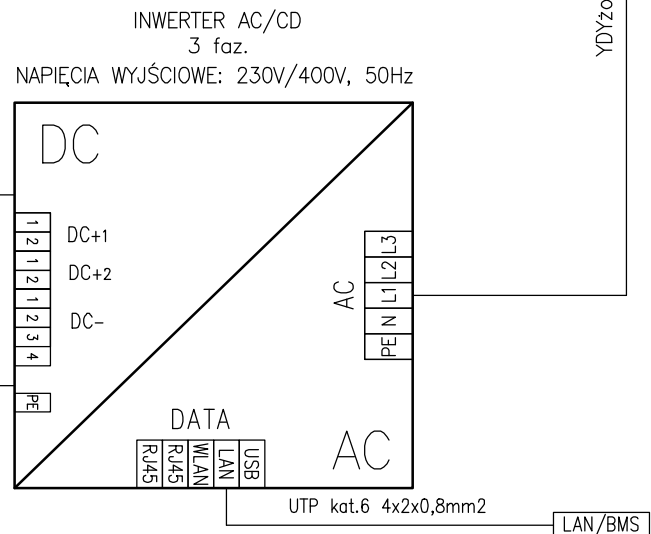 INWERTER AC/CD
3 faz.
NAPIĘCIA WYJŚCIOWE: 230V/400V, 50Hz
YDYżo
DC
1
2
DC+1
1
2
DC+2
1
2
3
4
DC-
PE
AC
L3
L2
L1
N
PE
DATA
RJ45
RJ45
WLAN
LAN
USB
AC
UTP kat.6 4x2x0,8mm2
LAN/BMS